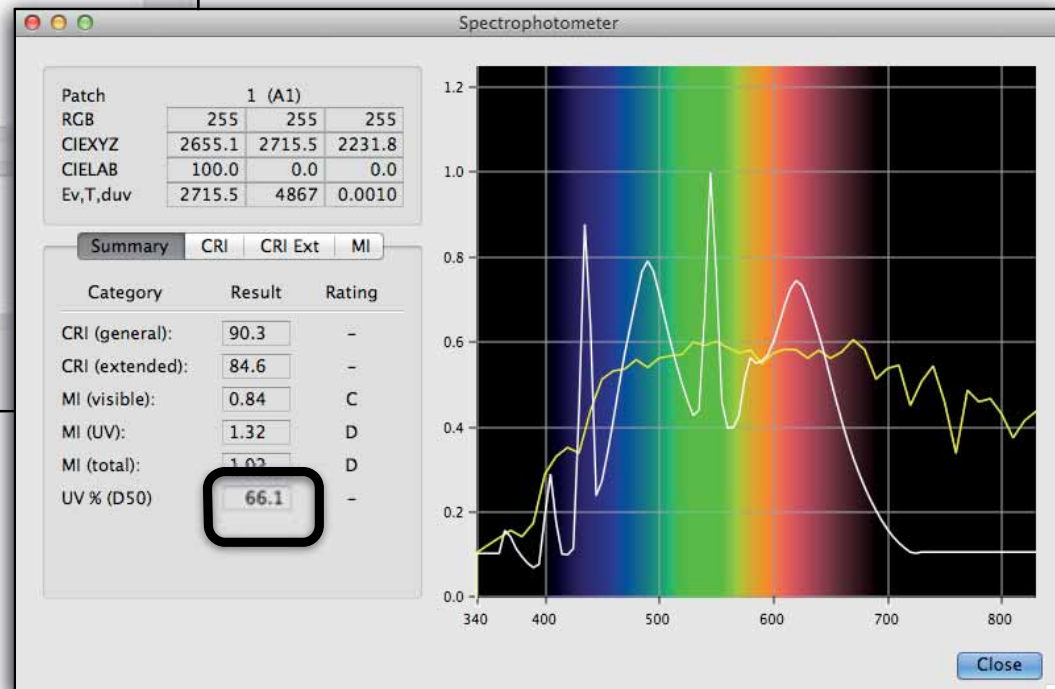 Spectrophotometer
Patch 1 (A1)
RGB 255 255 255
CIEXYZ 2655.1 2715.5 2231.8
CIELAB 100.0 0.0 0.0
Ev,T,duv 2715.5 4867 0.0010
Summary CRI CRI Ext MI
Category Result Rating
CRI (general): 90.3 –
CRI (extended): 84.6 –
MI (visible): 0.84 C
MI (UV): 1.32 D
MI (total): D
UV % (D50) 66.1 –
1.2
1.0
0.8
0.6
0.4
0.2
0.0
340 400 500 600 700 800
Close